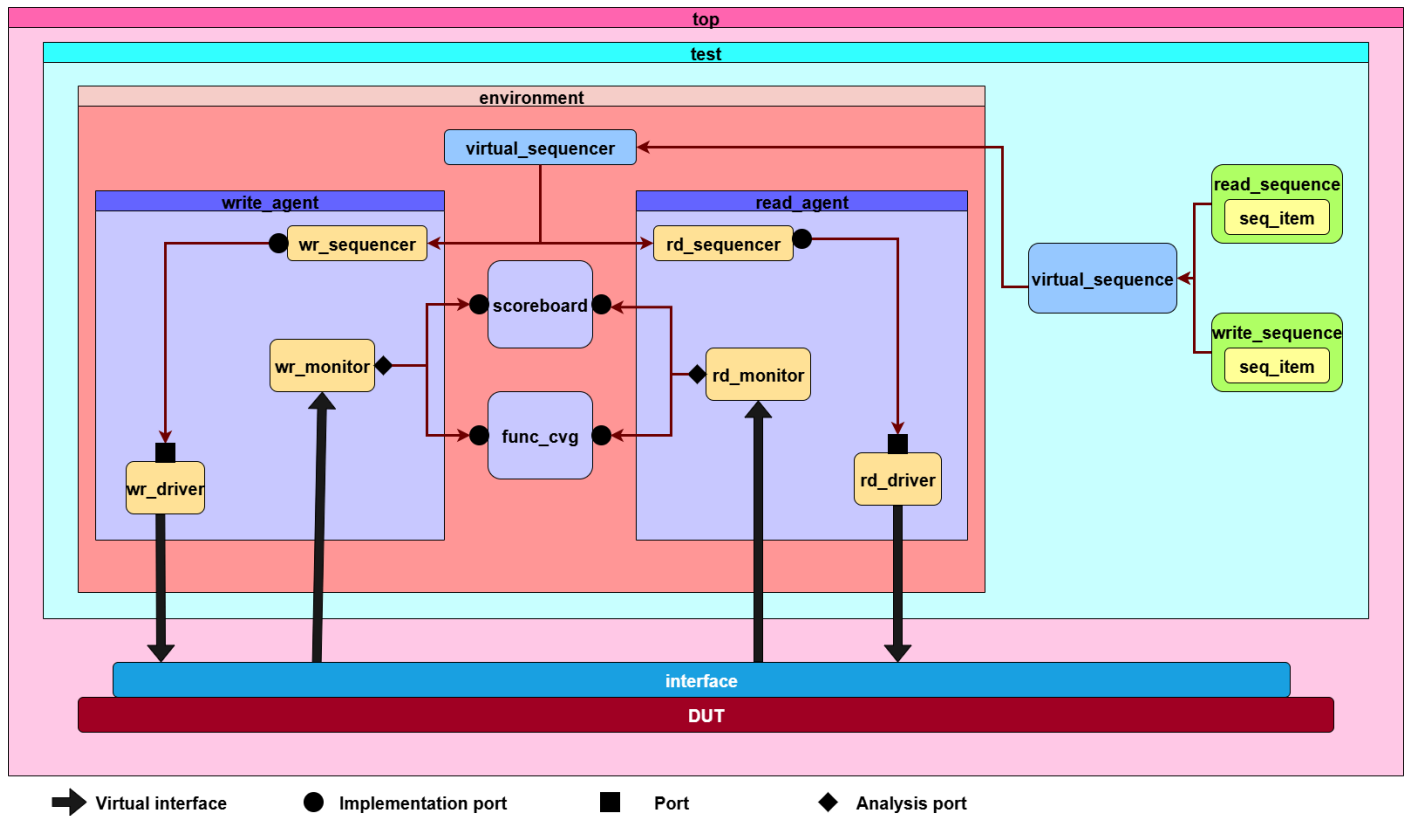 top
test
environment
virtual_sequencer
write_agent
read_agent
read_sequence
seq_item
wr_sequencer
rd_sequencer
virtual_sequence
scoreboard
write_sequence
seq_item
wr_monitor
rd_monitor
func_cvg
wr_driver
rd_driver
interface
DUT
Virtual interface
Implementation port
Port
Analysis port